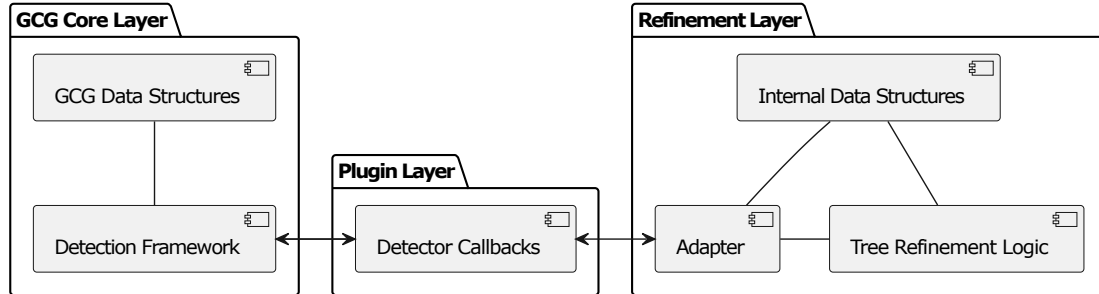 GCG Core Layer
GCG Data Structures
Detection Framework
Plugin Layer
Detector Callbacks
Refinement Layer
Internal Data Structures
Adapter
Tree Refinement Logic